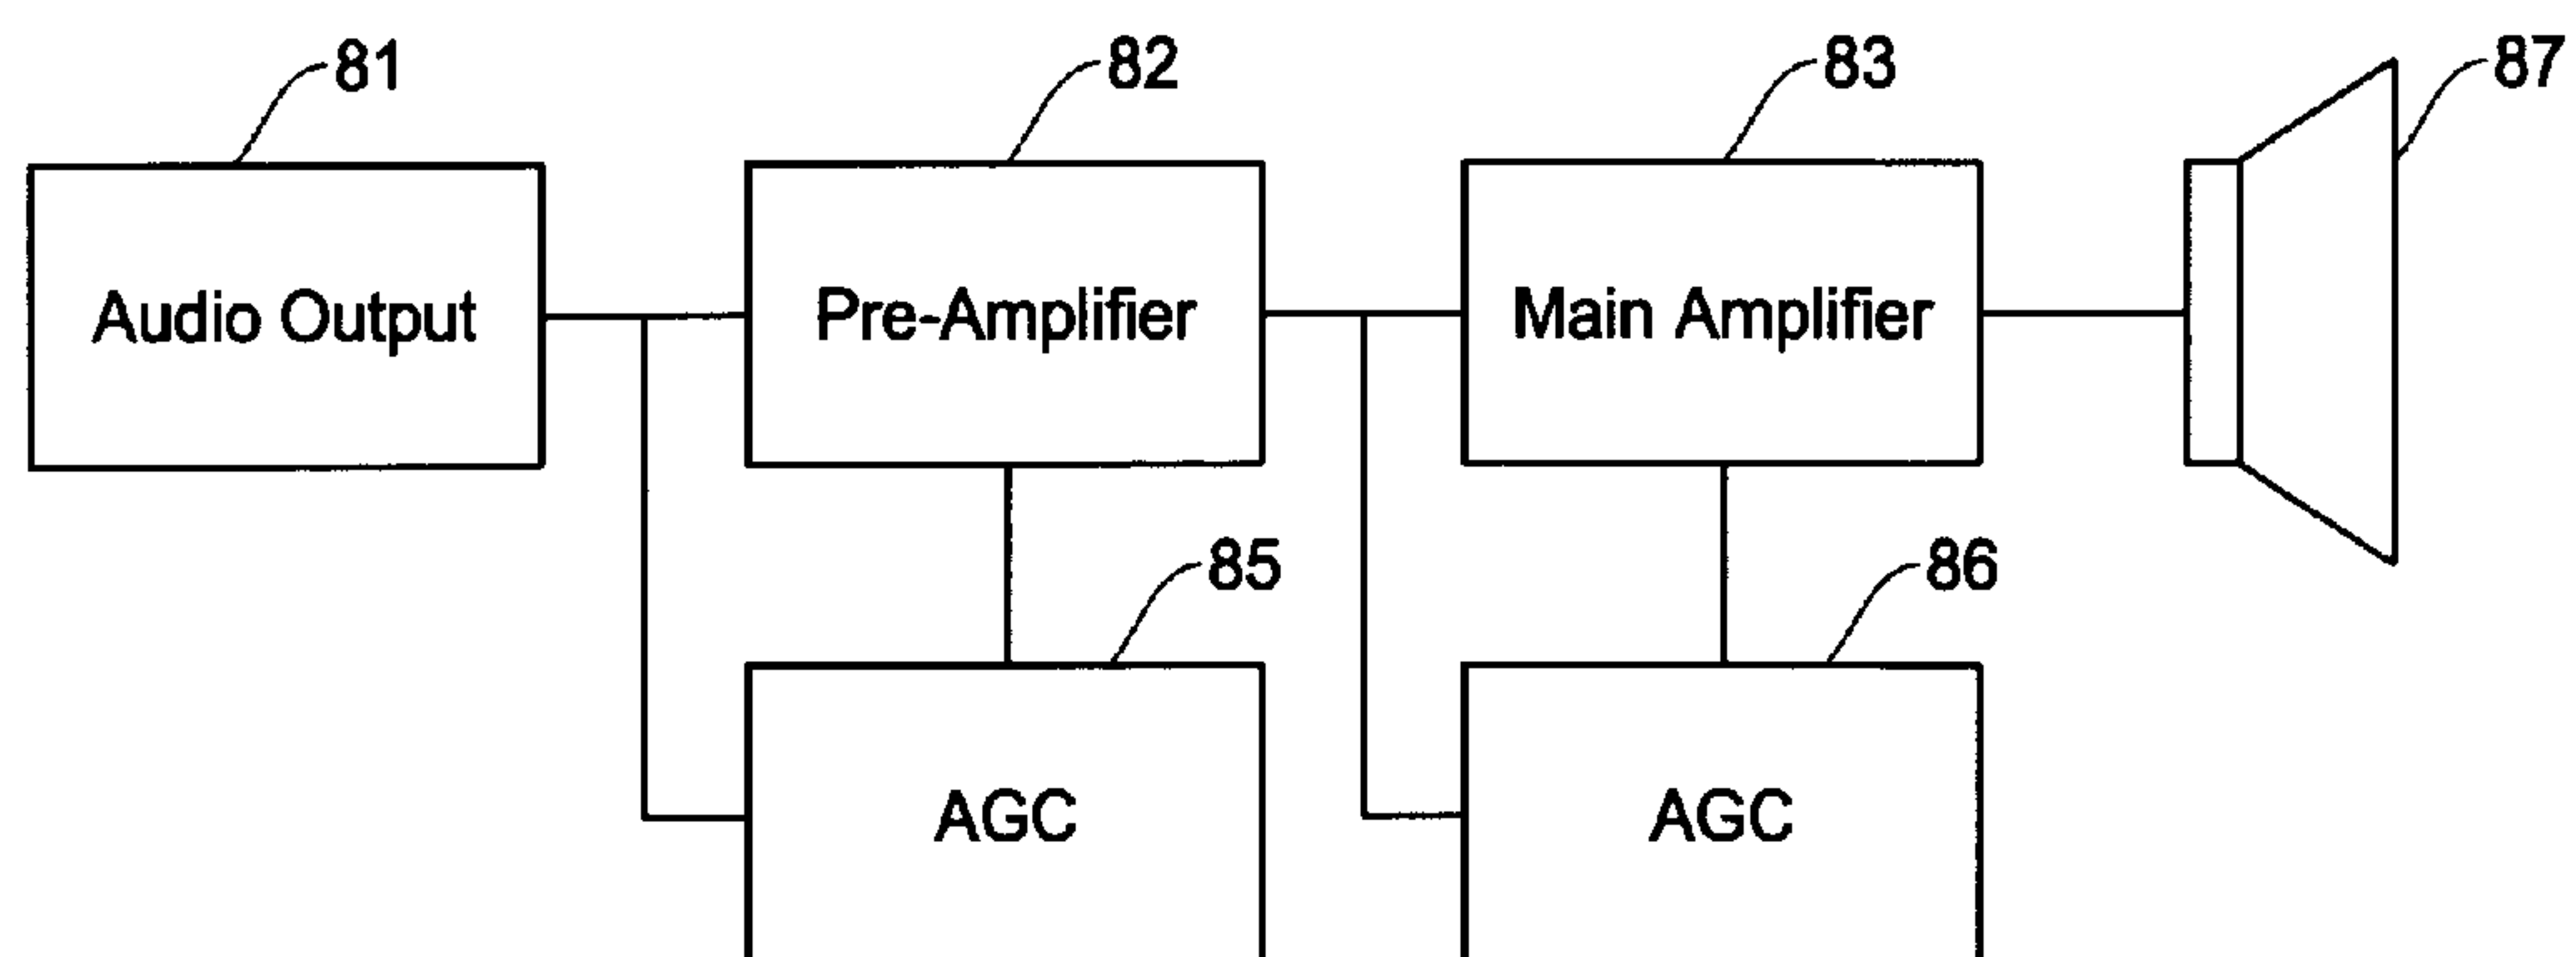 81
82
83
87
Audio Output
Pre-Amplifier
Main Amplifier
85
86
AGC
AGC